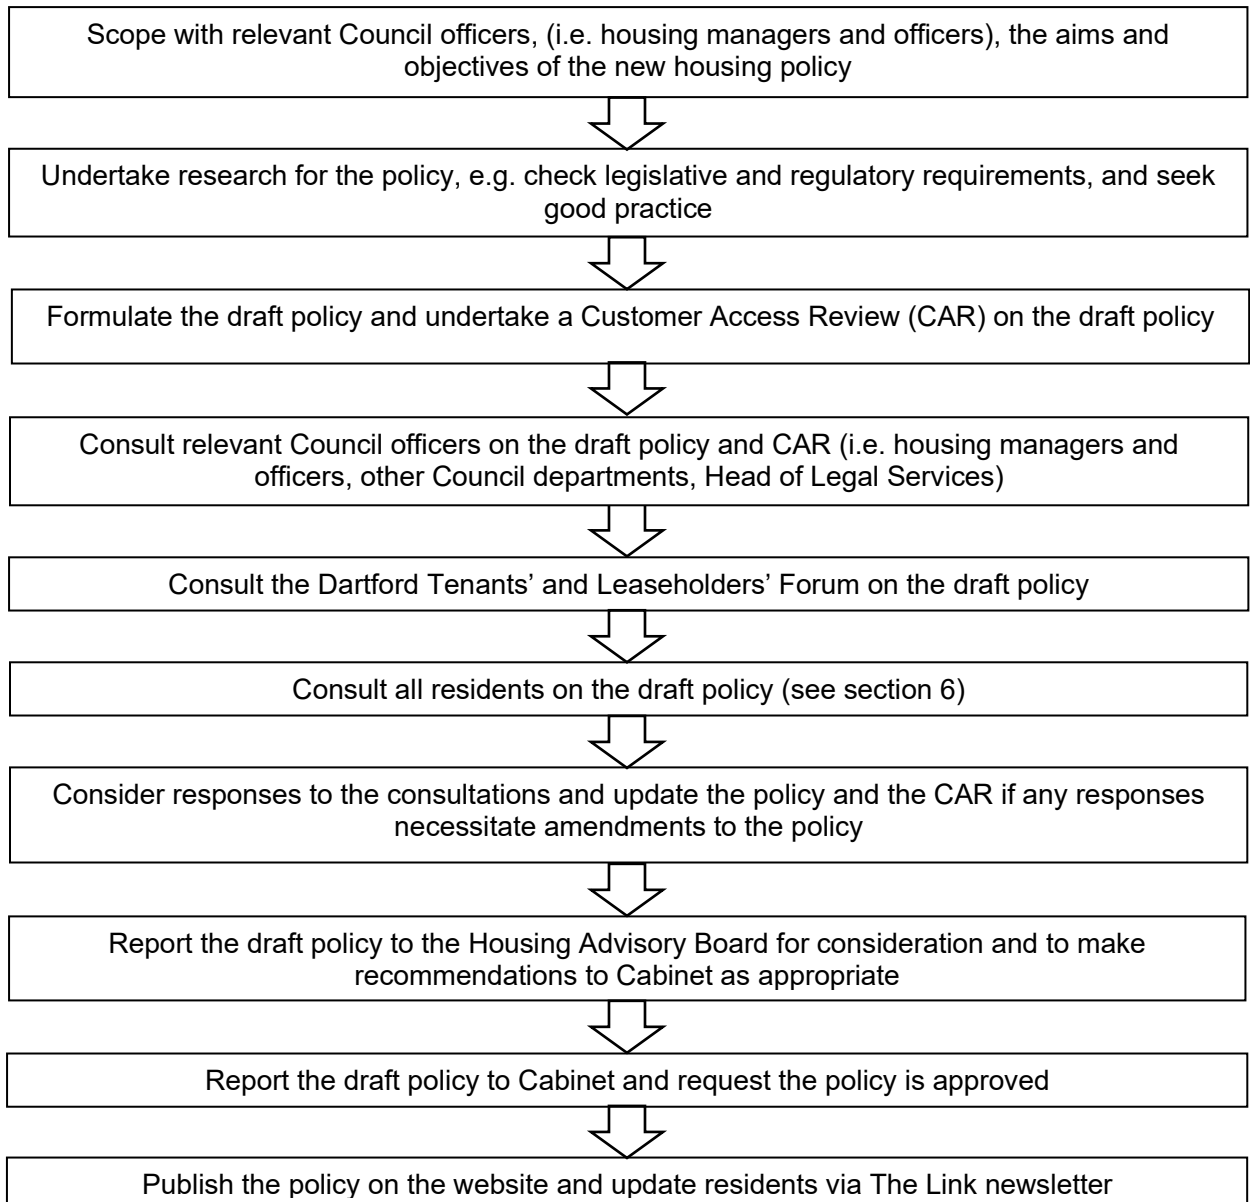 Scope with relevant Council officers, (i.e. housing managers and officers), the aims and
objectives of the new housing policy
Undertake research for the policy, e.g. check legislative and regulatory requirements, and seek
good practice
Formulate the draft policy and undertake a Customer Access Review (CAR) on the draft policy
Consult relevant Council officers on the draft policy and CAR (i.e. housing managers and
officers, other Council departments, Head of Legal Services)
Consult the Dartford Tenants’ and Leaseholders’ Forum on the draft policy
Consult all residents on the draft policy (see section 6)
Consider responses to the consultations and update the policy and the CAR if any responses
necessitate amendments to the policy
Report the draft policy to the Housing Advisory Board for consideration and to make
recommendations to Cabinet as appropriate
Report the draft policy to Cabinet and request the policy is approved
Publish the policy on the website and update residents via The Link newsletter